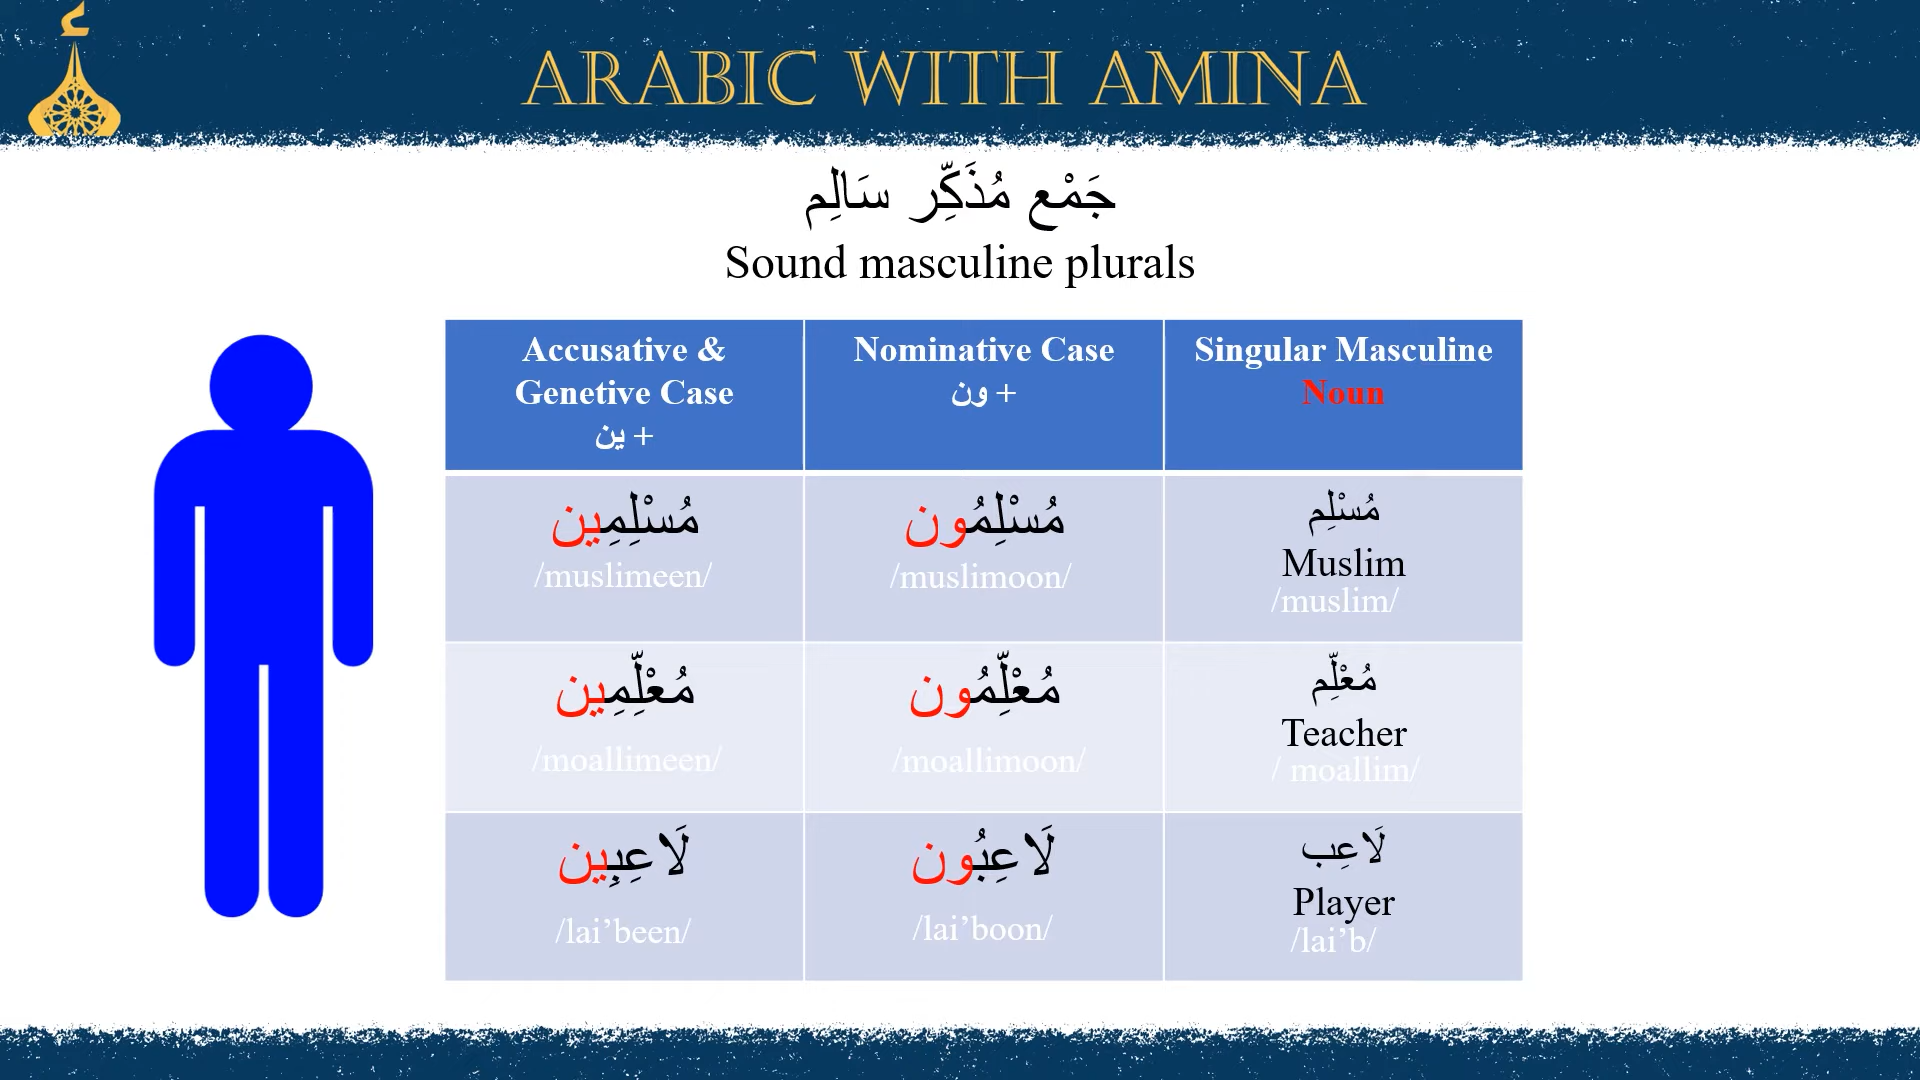 ARABIC WITH AMINA
جَمْع مُذَكِّر سَالِم
Sound masculine plurals
Accusative &
Genetive Case
+ ين
Nominative Case
+ ون
Singular Masculine
Noun
مُسْلِمِين
/muslimeen/
مُسْلِمُون
/muslimoon/
مُسْلِم
Muslim
/muslim/
مُعْلِّمِين
/moallimeen/
مُعْلِّمُون
/moallimoon/
مُعْلِّم
Teacher
/ moallim/
لَاعِبِين
/lai’been/
لَاعِبُون
/lai’boon/
لَاعِب
Player
/lai’b/